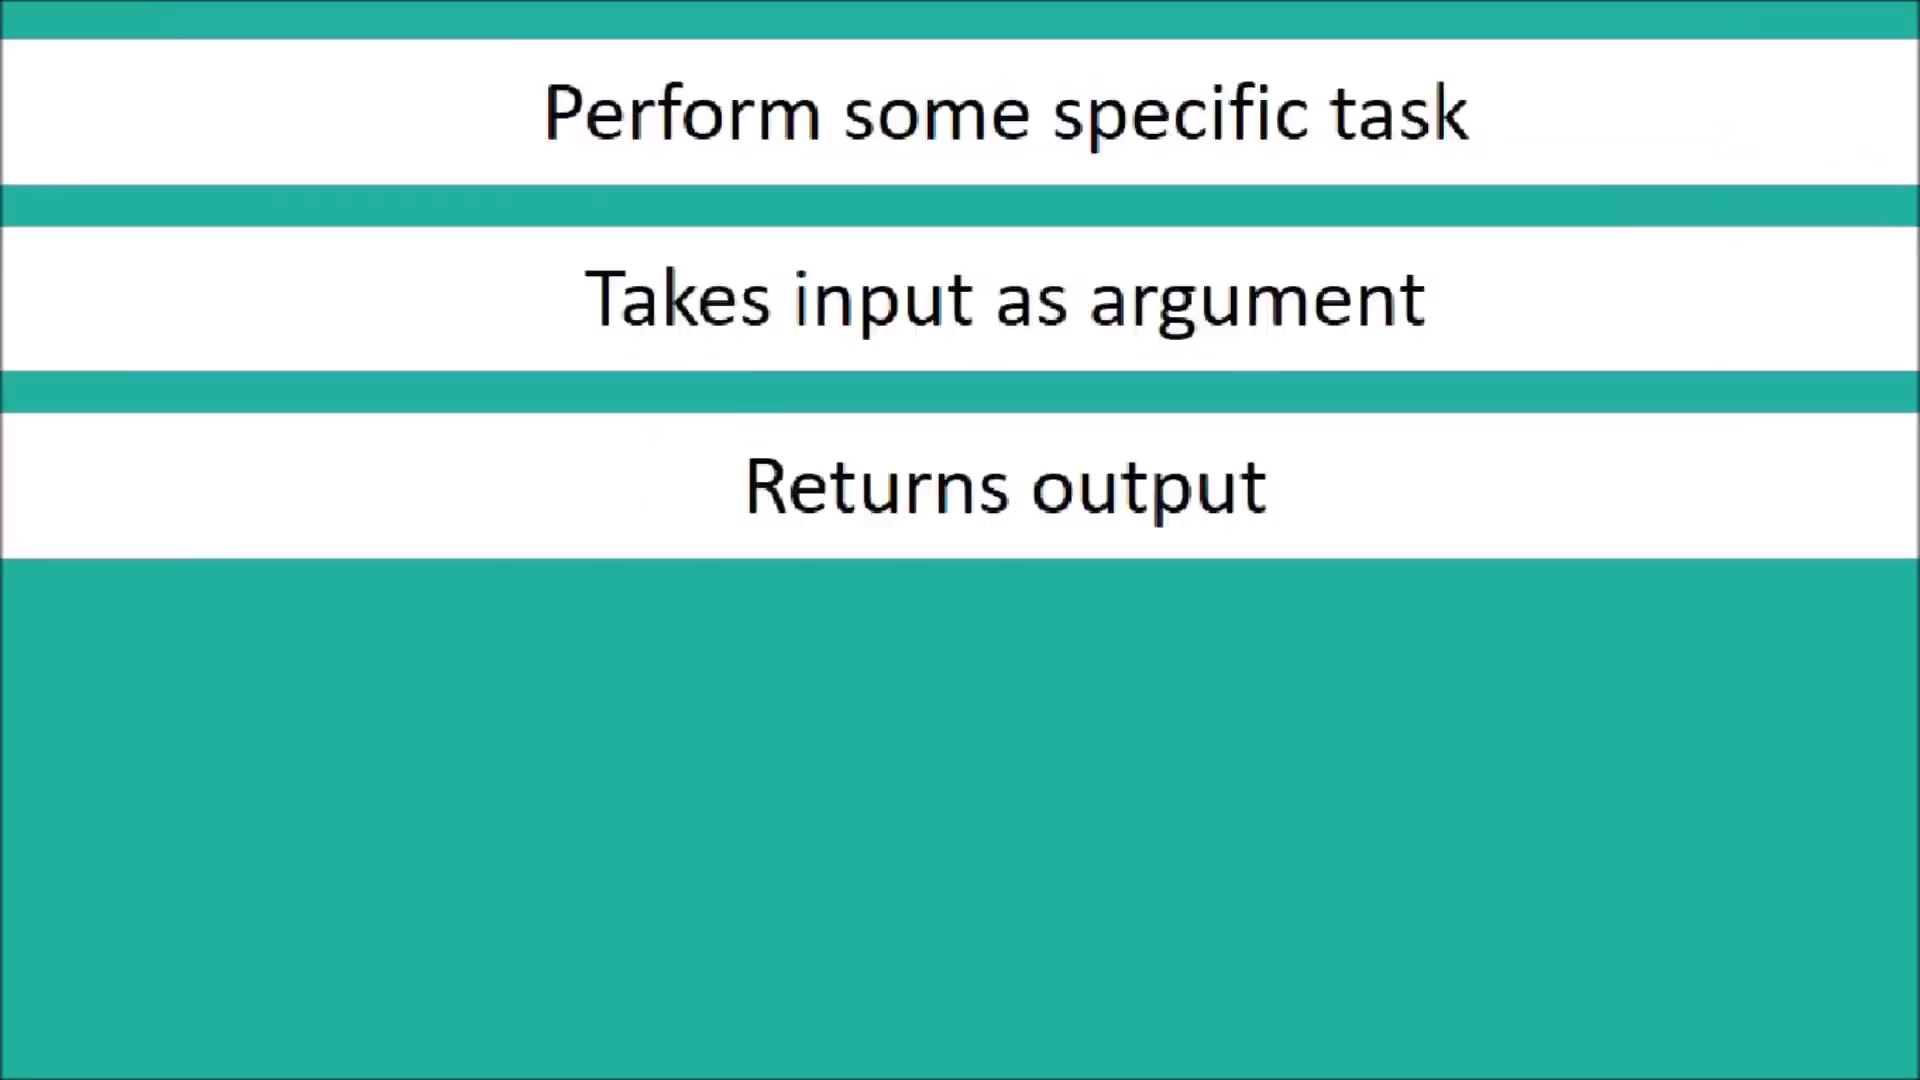 Perform some specific task
Takes input as argument
Returns output